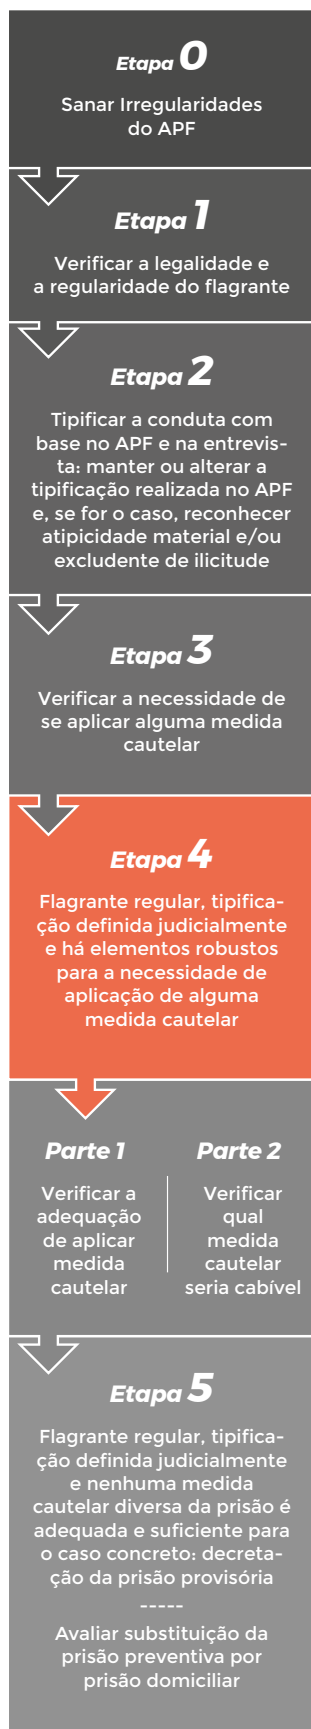 Etapa 0
Sanar Irregularidades
do APF
Etapa 1
Verificar a legalidade e
a regularidade do flagrante
Etapa 2
Tipificar a conduta com
base no APF e na entrevis-
ta: manter ou alterar a
tipificação realizada no APF
e, se for o caso, reconhecer
atipicidade material e/ou
excludente de ilicitude
Etapa 3
Verificar a necessidade de
se aplicar alguma medida
cautelar
Etapa 4
Flagrante regular, tipifica-
ção definida judicialmente
e há elementos robustos
para a necessidade de
aplicação de alguma
medida cautelar
Parte 1
Verificar a
adequação
de aplicar
medida
cautelar
Parte 2
Verificar
qual
medida
cautelar
seria cabível
Etapa 5
Flagrante regular, tipifica-
ção definida judicialmente
e nenhuma medida
cautelar diversa da prisão é
adequada e suficiente para
o caso concreto: decreta-
ção da prisão provisória
-----
Avaliar substituição da
prisão preventiva por
prisão domiciliar